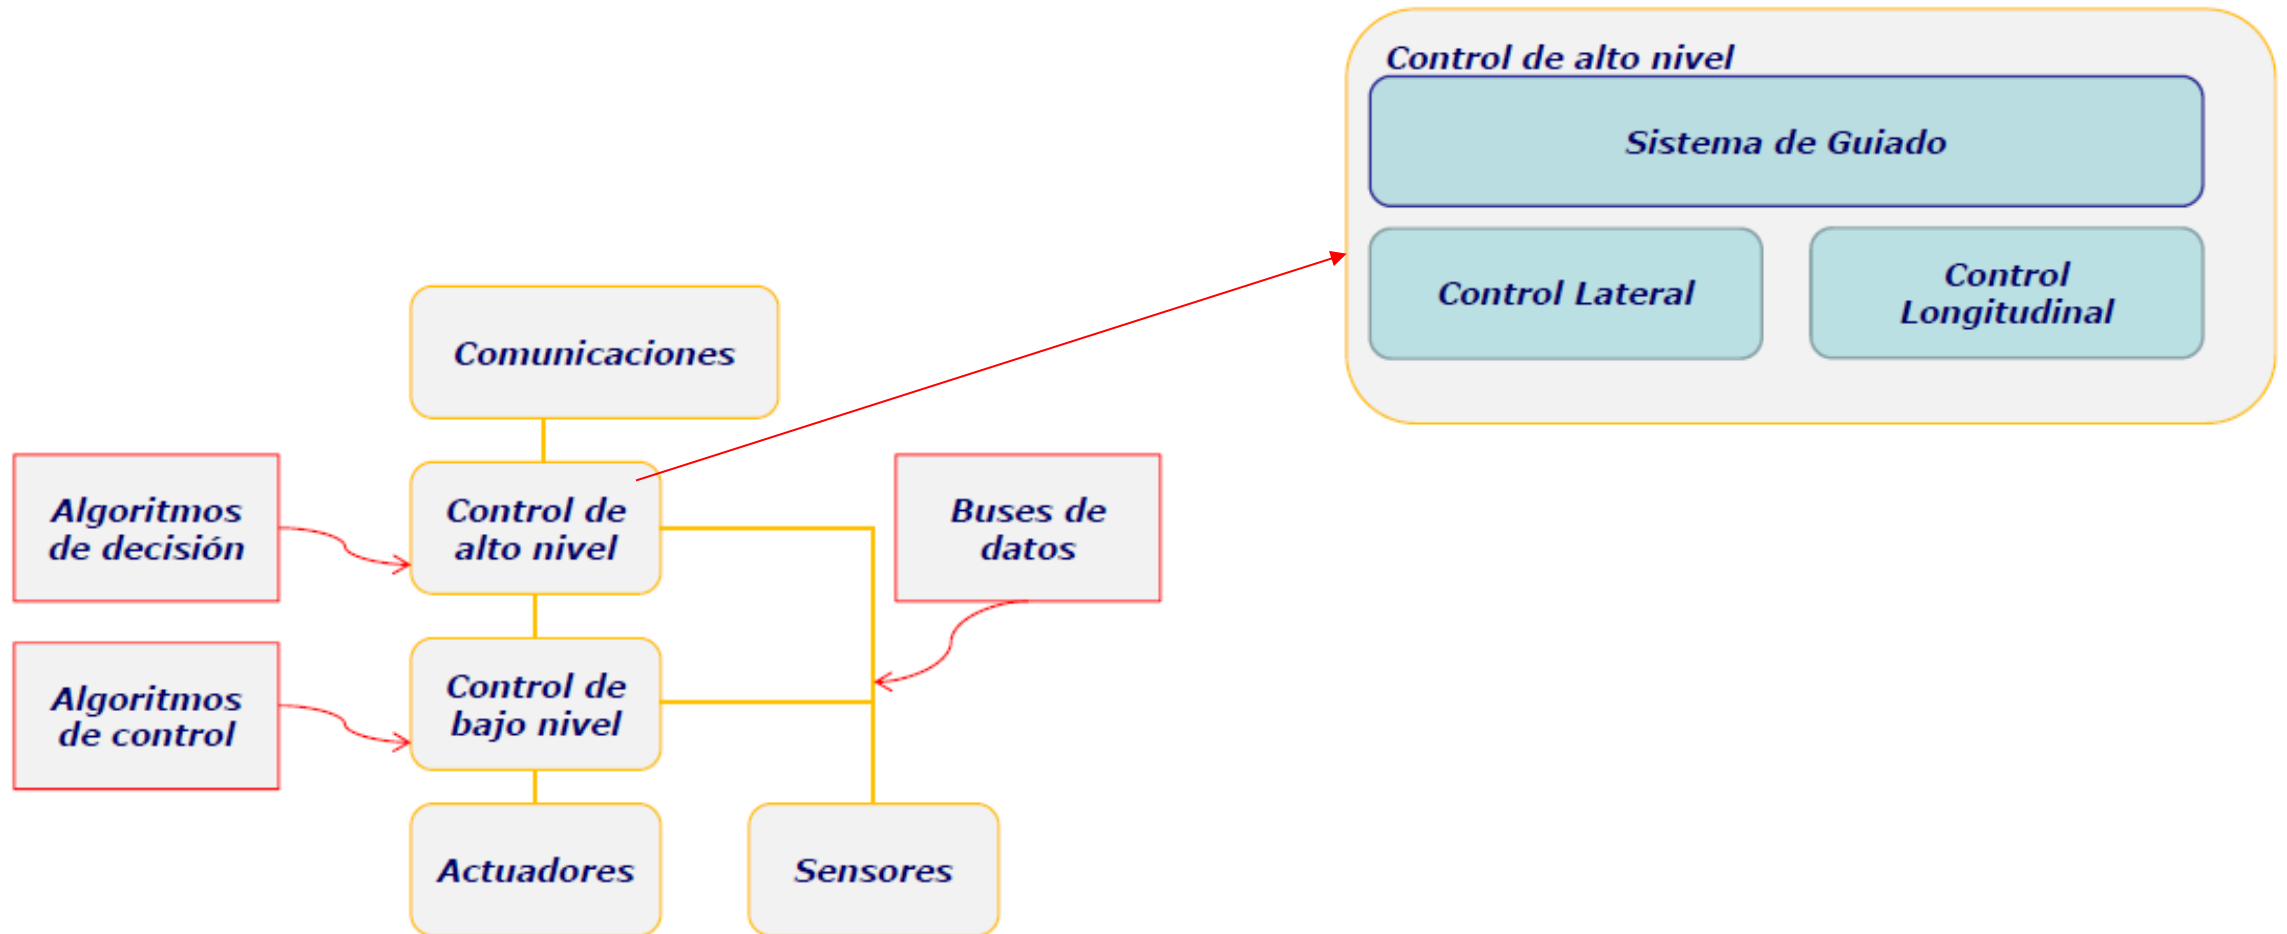 Control de alto nivel
Sistema de Guiado
Control Lateral
Control
Longitudinal
Comunicaciones
Algoritmos
de decisión
Control de
alto nivel
Buses de
datos
Algoritmos
de control
Control de
bajo nivel
Actuadores
Sensores